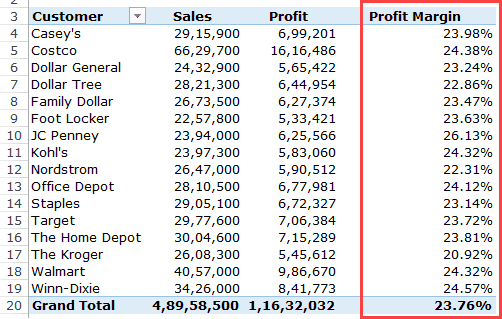 3 Customer Sales Profit Profit Margin
4 Casey's 29,15,900 6,99,201 23.98%
5 Costco 66,29,700 16,16,486 24.38%
6 Dollar General 24,32,900 5,65,422 23.24%
7 Dollar Tree 28,21,300 6,44,954 22.86%
8 Family Dollar 26,73,500 6,27,374 23.47%
9 Foot Locker 22,57,800 5,33,421 23.63%
10 JC Penney 23,94,000 6,25,566 26.13%
11 Kohl's 23,97,300 5,83,060 24.32%
12 Nordstrom 26,47,000 5,90,512 22.31%
13 Office Depot 28,10,500 6,77,981 24.12%
14 Staples 29,05,100 6,72,327 23.14%
15 Target 29,77,600 7,06,384 23.72%
16 The Home Depot 30,04,600 7,15,289 23.81%
17 The Kroger 26,08,300 5,45,612 20.92%
18 Walmart 40,57,000 9,86,670 24.32%
19 Winn-Dixie 34,26,000 8,41,773 24.57%
20 Grand Total 4,89,58,500 1,16,32,032 23.76%